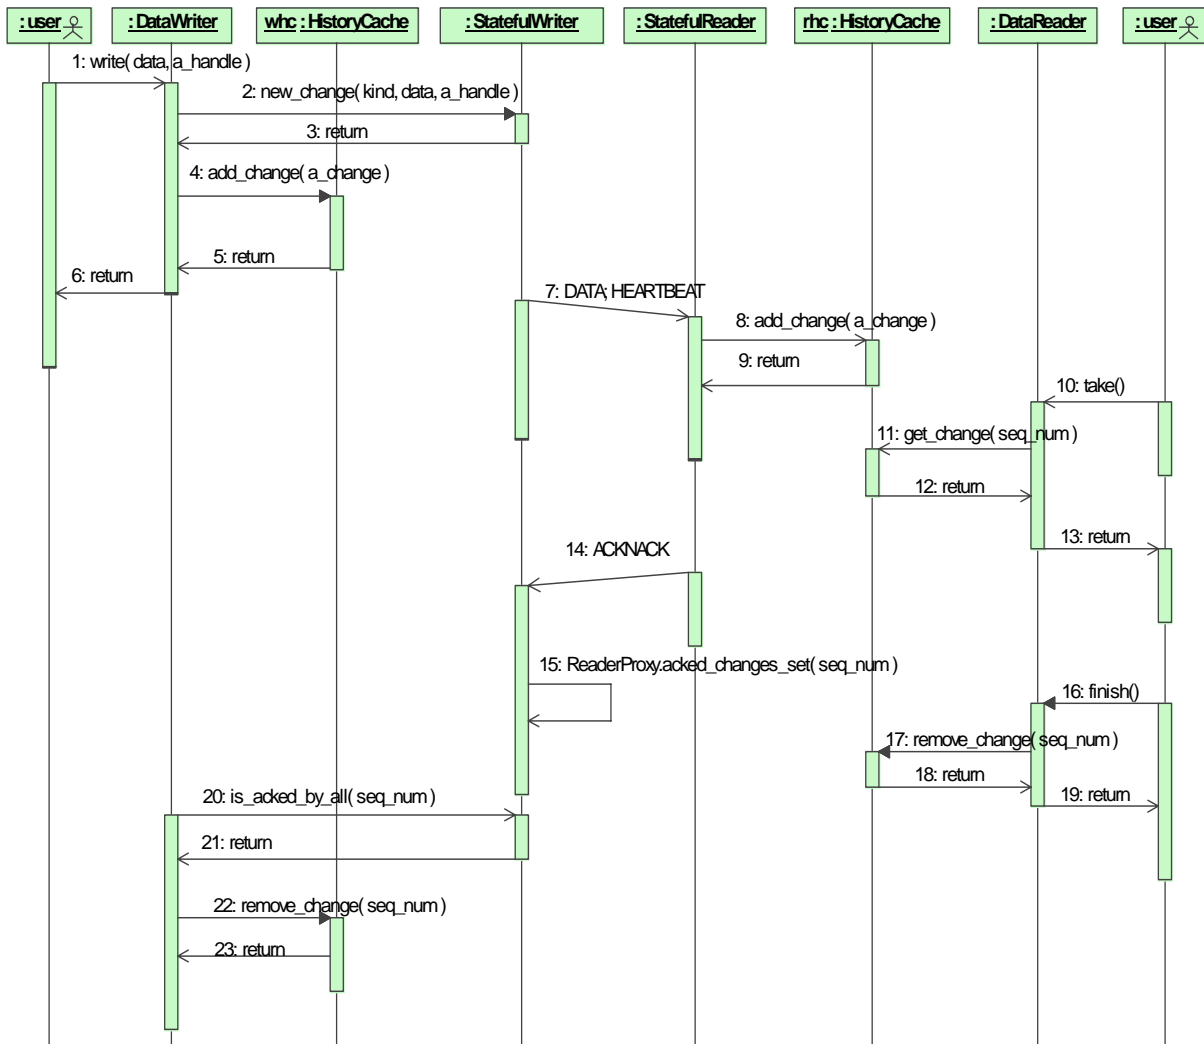 : user
: DataWriter
whc : HistoryCache
: StatefulWriter
: StatefulReader
rhc : HistoryCache
: DataReader
: user
1: write( data, a_handle )
2: new_change( kind, data, a_handle )
3: return
4: add_change( a_change )
5: return
6: return
7: DATA; HEARTBEAT
8: add_change( a_change )
9: return
10: take()
11: get_change( seq_num )
12: return
13: return
14: ACKNACK
15: ReaderProxy.acked_changes_set( seq_num )
16: finish()
17: remove_change( seq_num )
18: return
19: return
20: is_acked_by_all( seq_num )
21: return
22: remove_change( seq_num )
23: return